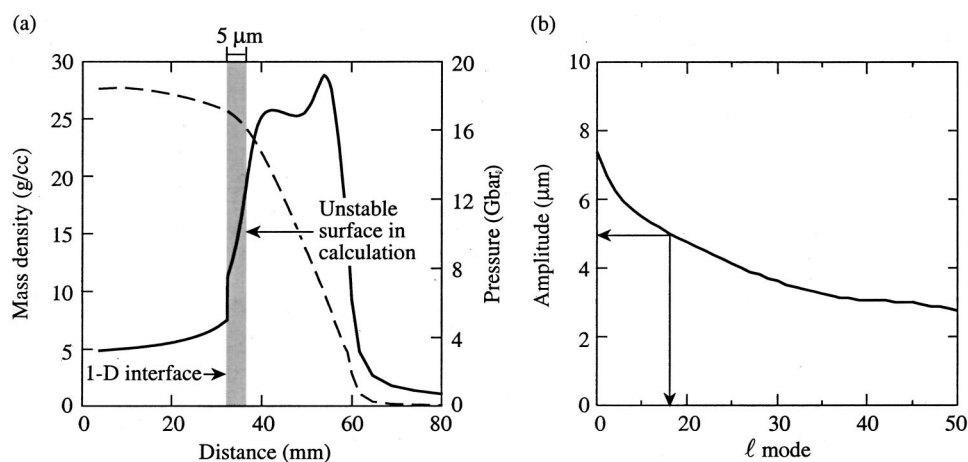 (a)
5 μm
30
25
20
15
10
5
0
Mass density (g/cc)
20
16
12
8
4
0
Pressure (Gbar)
Unstable
surface in
calculation
1-D interface
0 20 40 60 80
Distance (mm)
(b)
10
8
6
4
2
0
Amplitude (μm)
0 10 20 30 40 50
ℓ mode